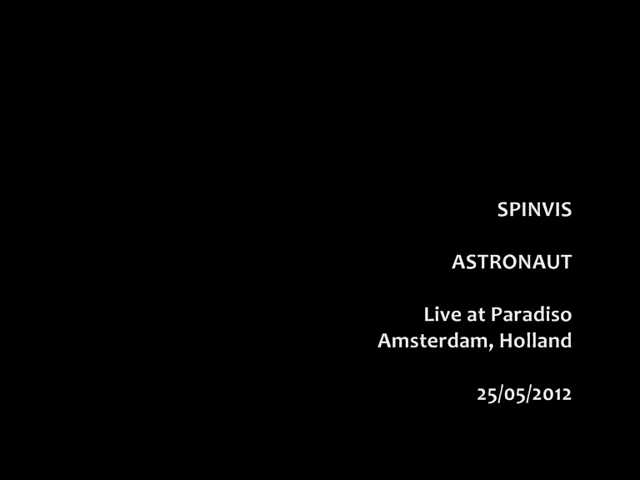 SPINVIS
ASTRONAUT
Live at Paradiso
Amsterdam, Holland
25/05/2012